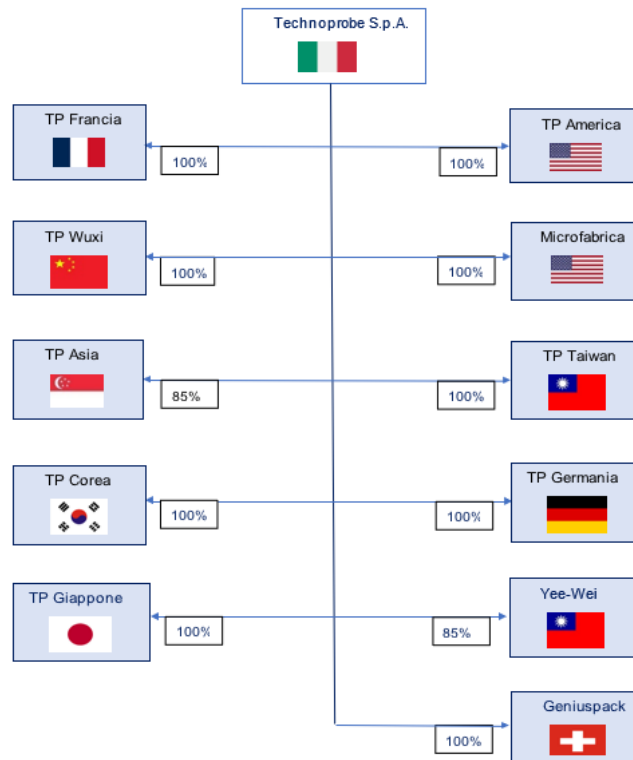 Technoprobe S.p.A.
TP Francia
TP America
100%
100%
TP Wuxi
Microfabrica
100%
100%
TP Asia
TP Taiwan
85%
100%
TP Corea
TP Germania
100%
100%
TP Giappone
Yee-Wei
100%
85%
Geniuspack
100%